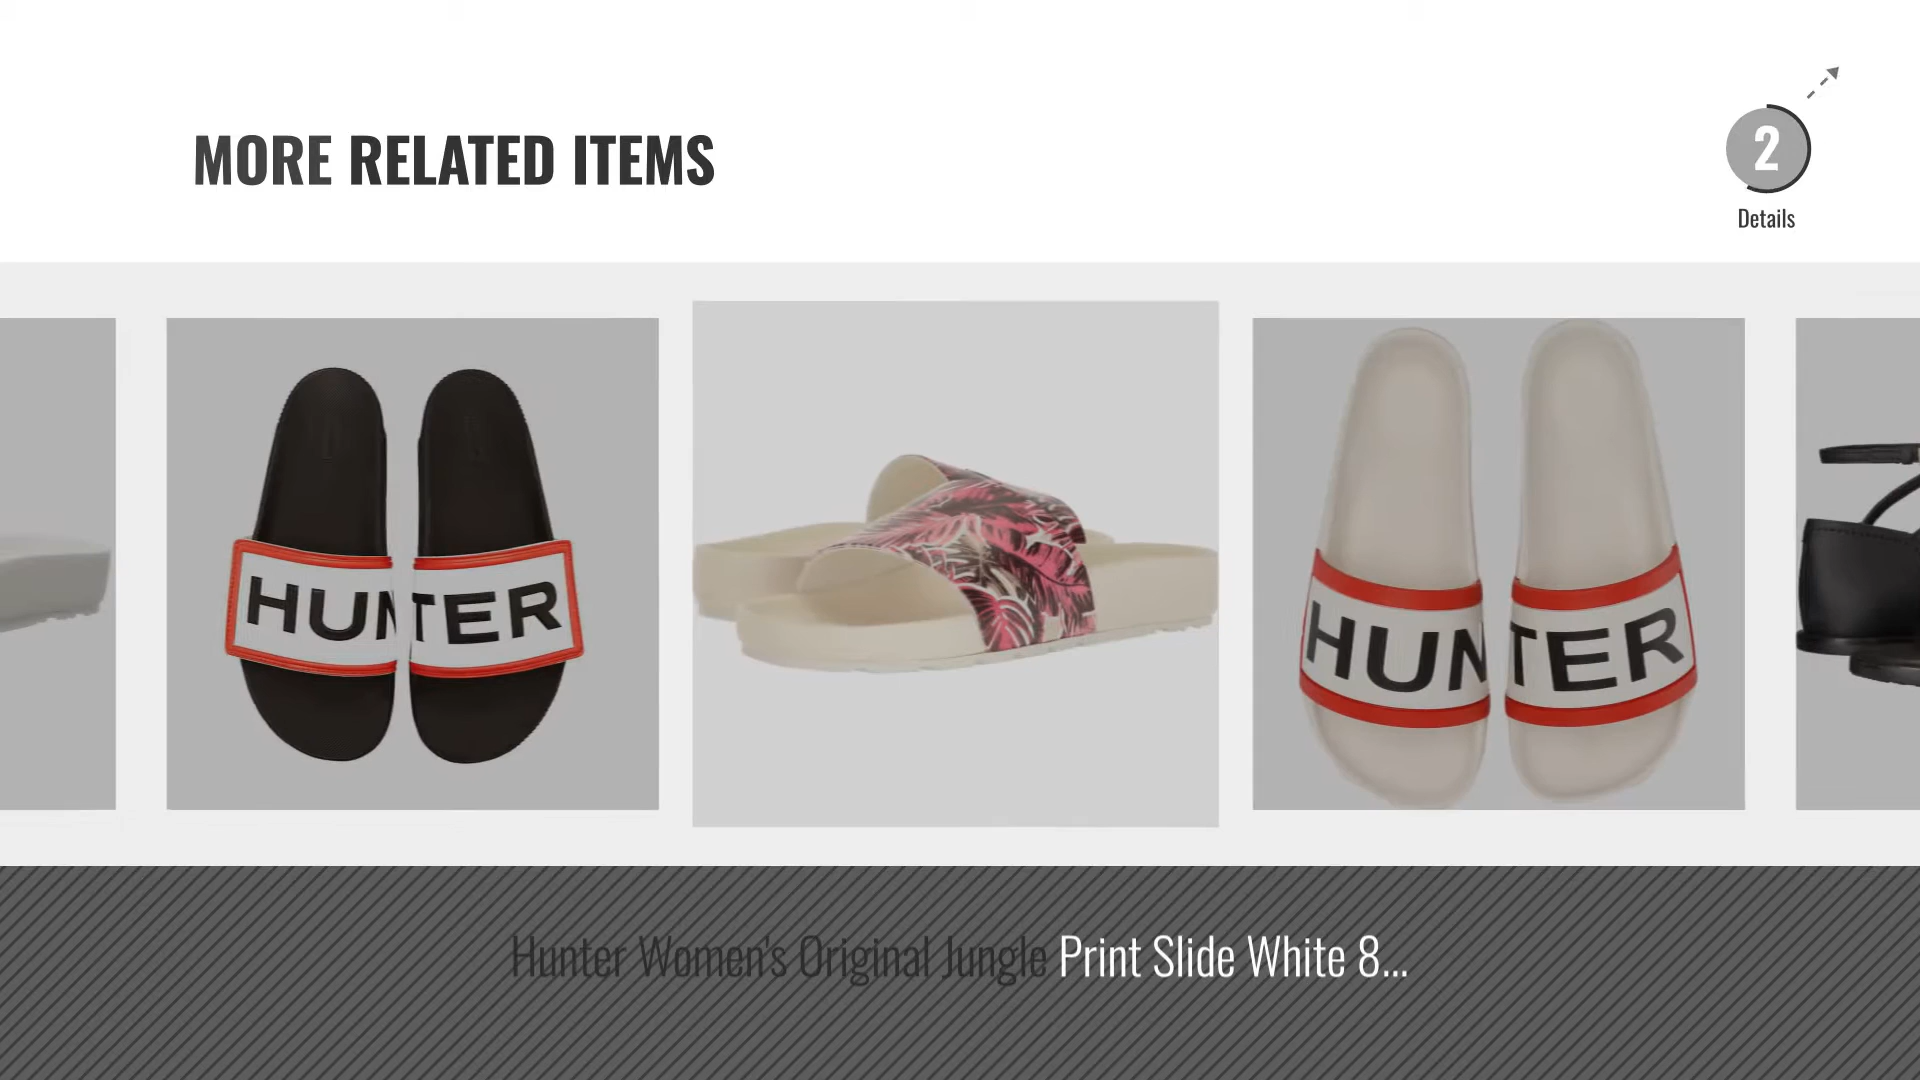 MORE RELATED ITEMS
2
Details
HUNTER
HUNTER
Hunter Women's Original Jungle Print Slide White 8...